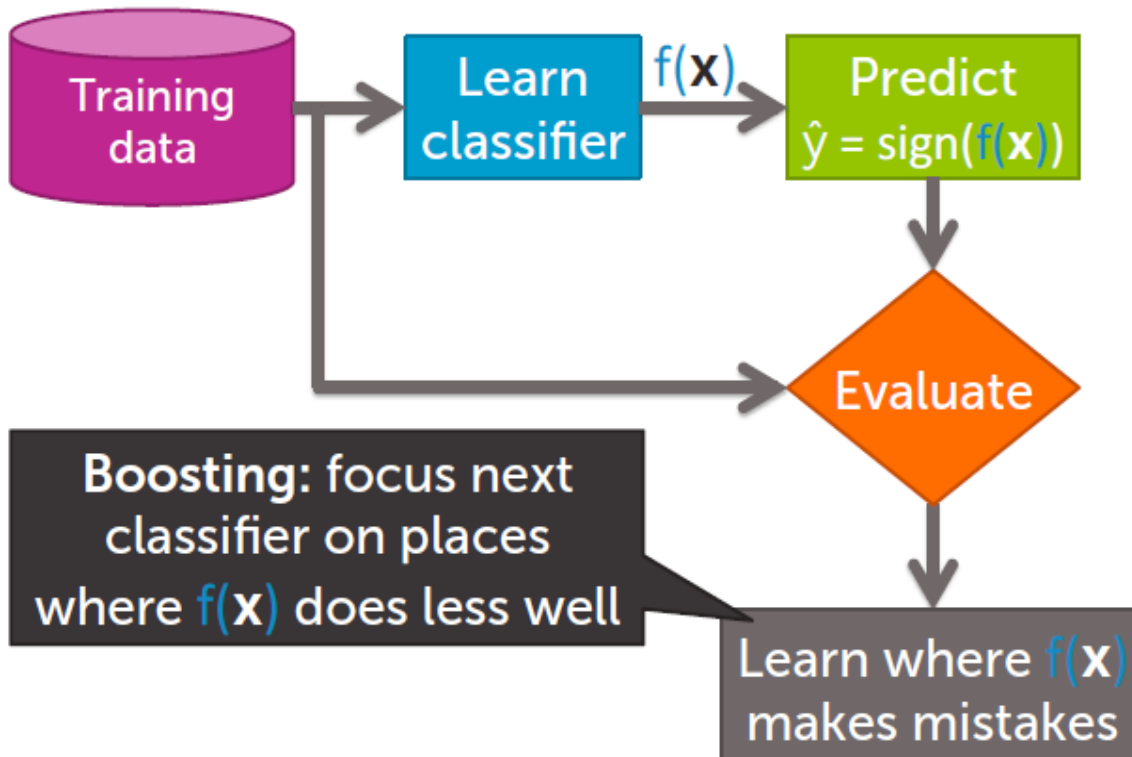 Training
data
Learn
classifier
f(x)
Predict
ŷ = sign(f(x))
Evaluate
Boosting: focus next
classifier on places
where f(x) does less well
Learn where f(x)
makes mistakes